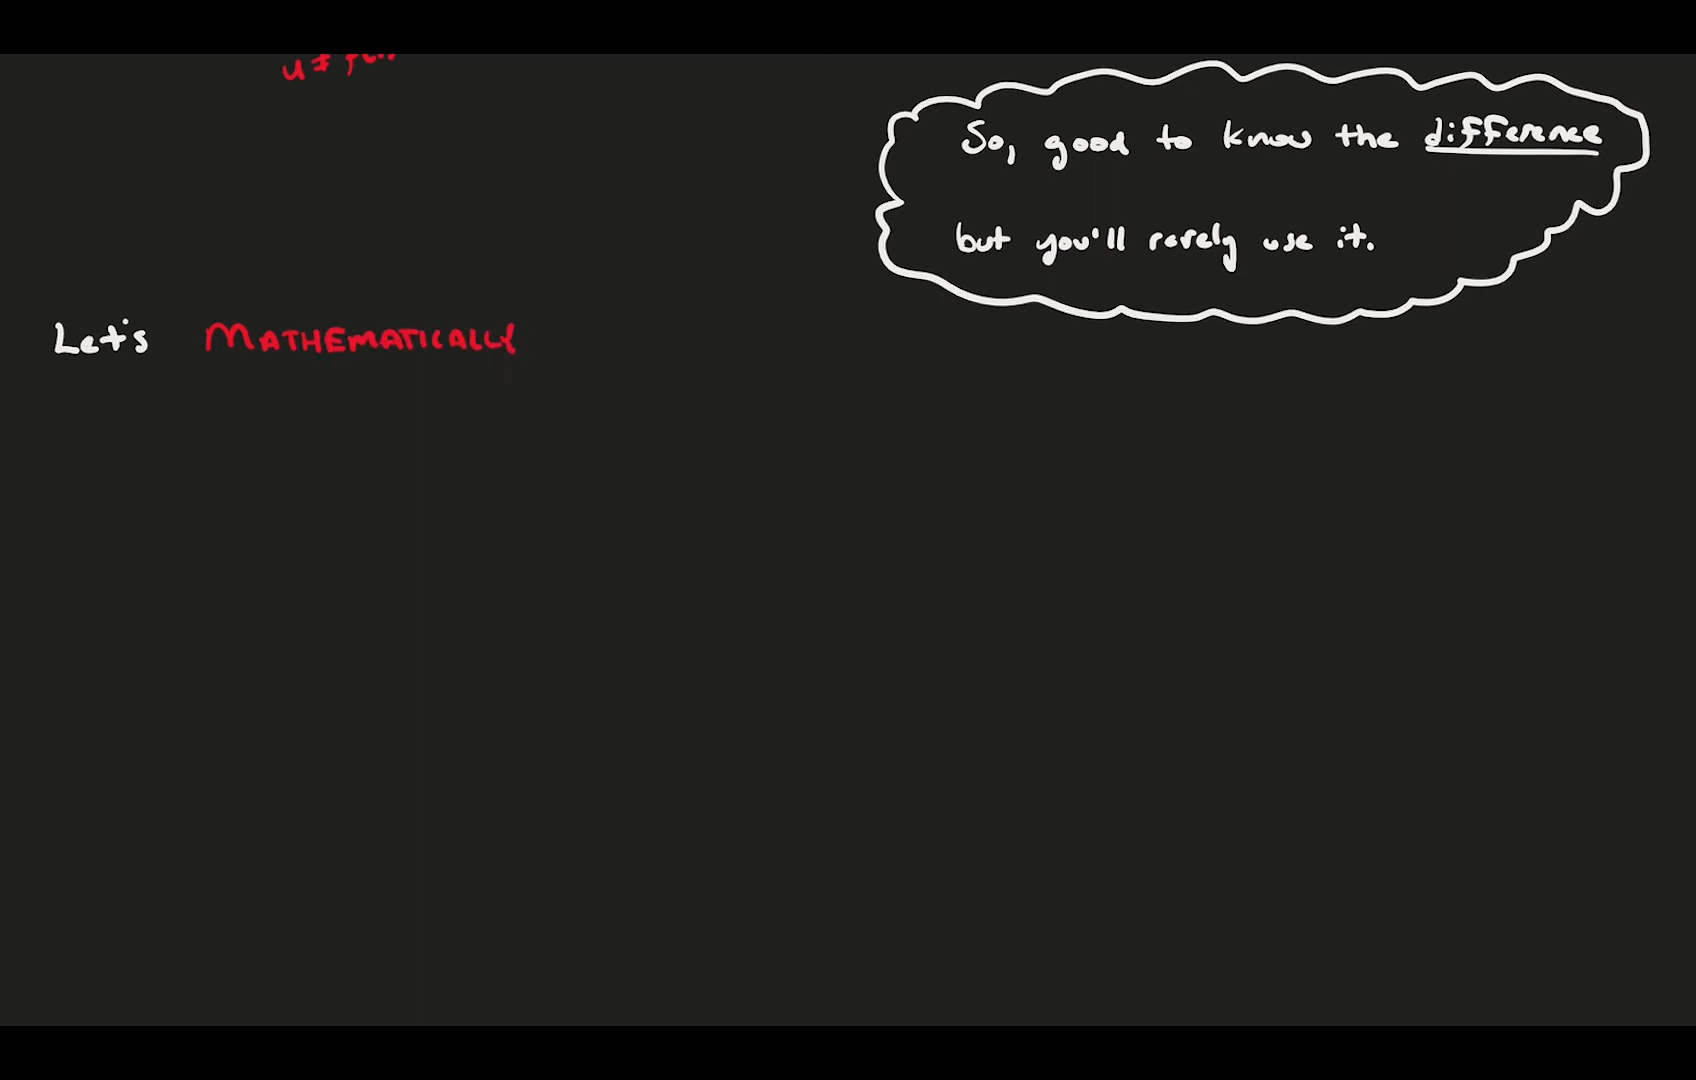 So, good to know the difference
but you'll rarely use it.
Let's MATHEMATICALLY